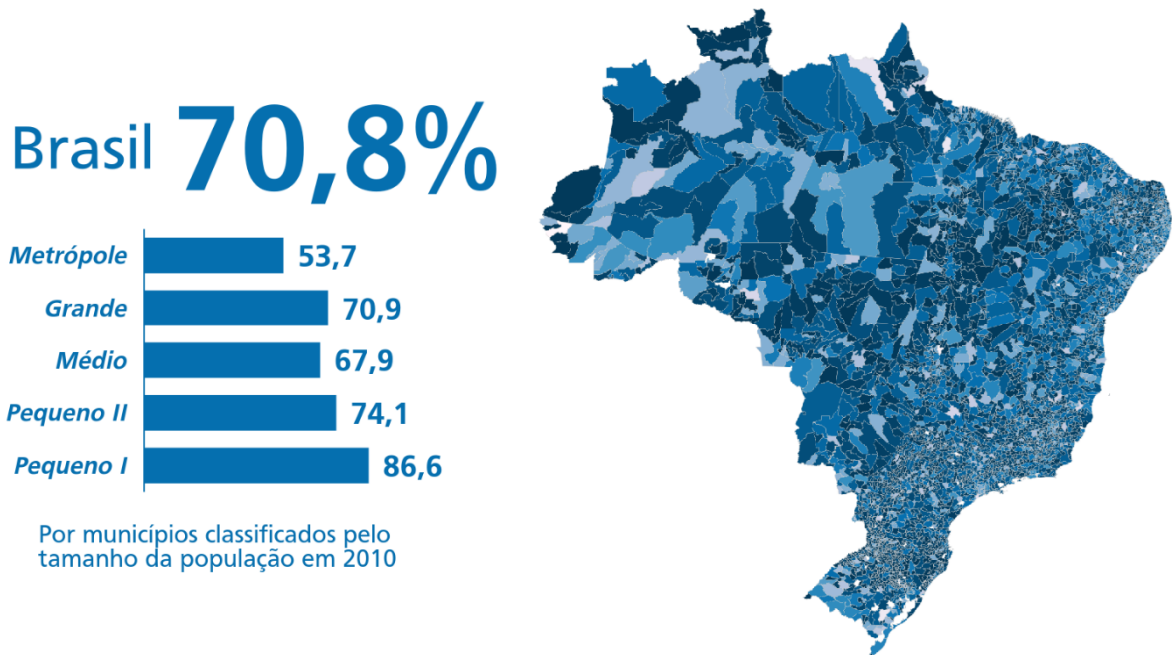 Brasil 70,8%
Metrópole 53,7
Grande 70,9
Médio 67,9
Pequeno II 74,1
Pequeno I 86,6
Por municípios classificados pelo
tamanho da população em 2010